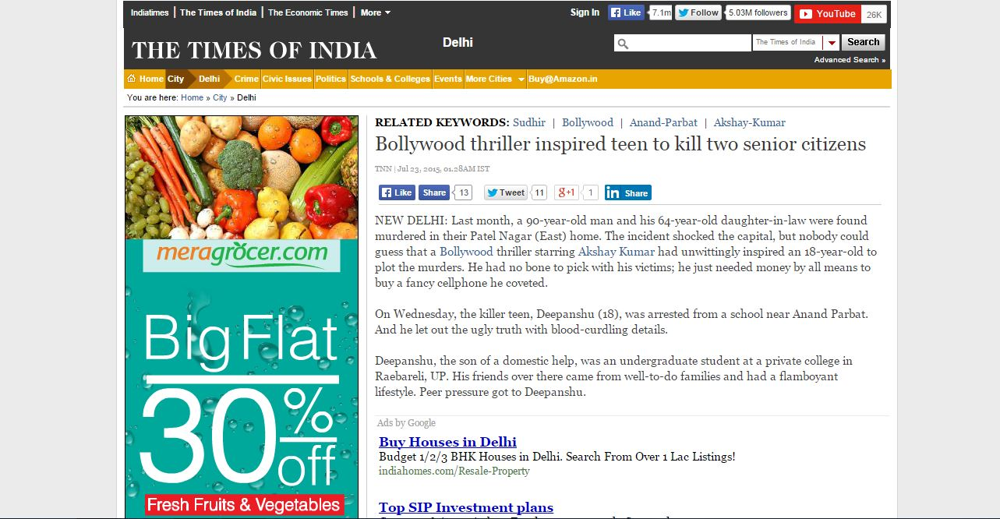 Indiatimes | The Times of India | The Economic Times | More
Sign In
Like 7.1m
Follow 5.03M followers
YouTube 26K
THE TIMES OF INDIA
Delhi
The Times of India
Search
Advanced Search »
Home City Delhi Crime Civic Issues Politics Schools & Colleges Events More Cities Buy@Amazon.in
You are here: Home » City » Delhi
meragrocer.com
Big Flat
30% off
Fresh Fruits & Vegetables
RELATED KEYWORDS: Sudhir | Bollywood | Anand-Parbat | Akshay-Kumar
Bollywood thriller inspired teen to kill two senior citizens
TNN | Jul 23, 2015, 01.28AM IST
Like Share 13 Tweet 11 g+1 1 in Share
NEW DELHI: Last month, a 90-year-old man and his 64-year-old daughter-in-law were found
murdered in their Patel Nagar (East) home. The incident shocked the capital, but nobody could
guess that a Bollywood thriller starring Akshay Kumar had unwittingly inspired an 18-year-old to
plot the murders. He had no bone to pick with his victims; he just needed money by all means to
buy a fancy cellphone he coveted.
On Wednesday, the killer teen, Deepanshu (18), was arrested from a school near Anand Parbat.
And he let out the ugly truth with blood-curdling details.
Deepanshu, the son of a domestic help, was an undergraduate student at a private college in
Raebareli, UP. His friends over there came from well-to-do families and had a flamboyant
lifestyle. Peer pressure got to Deepanshu.
Ads by Google
Buy Houses in Delhi
Budget 1/2/3 BHK Houses in Delhi. Search From Over 1 Lac Listings!
indiahomes.com/Resale-Property
Top SIP Investment plans